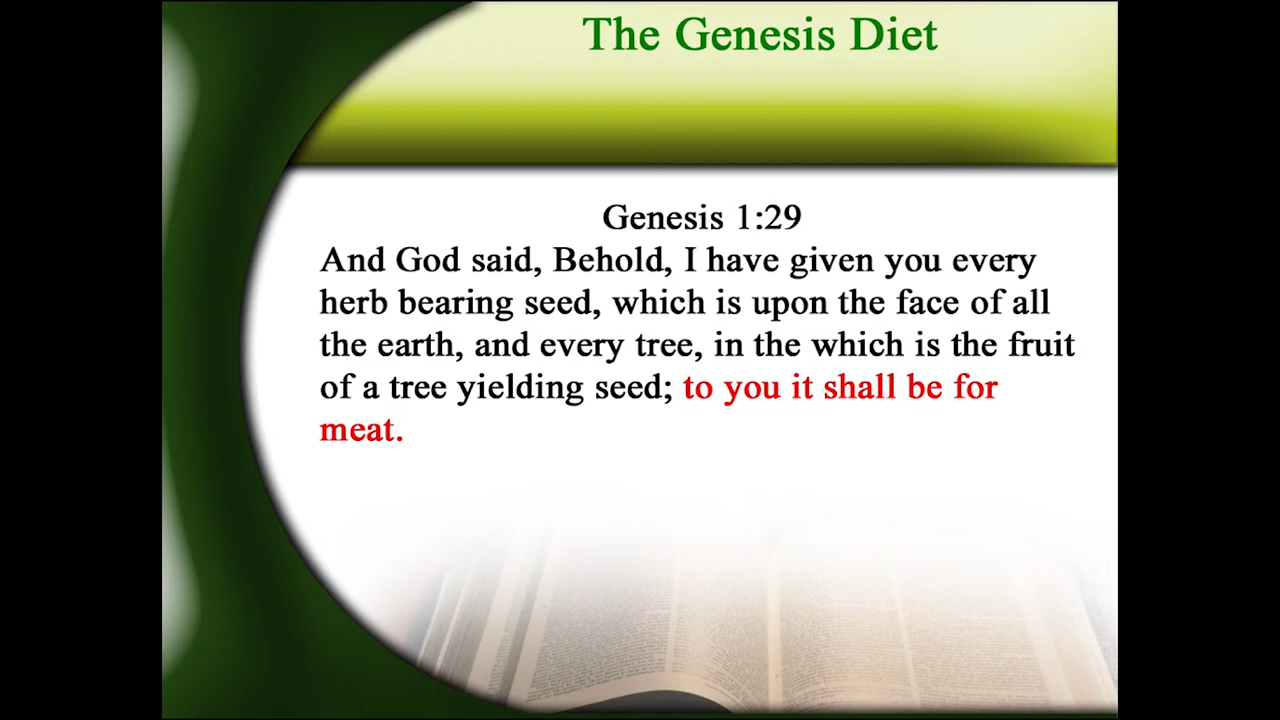 The Genesis Diet
Genesis 1:29
And God said, Behold, I have given you every
herb bearing seed, which is upon the face of all
the earth, and every tree, in the which is the fruit
of a tree yielding seed; to you it shall be for
meat.